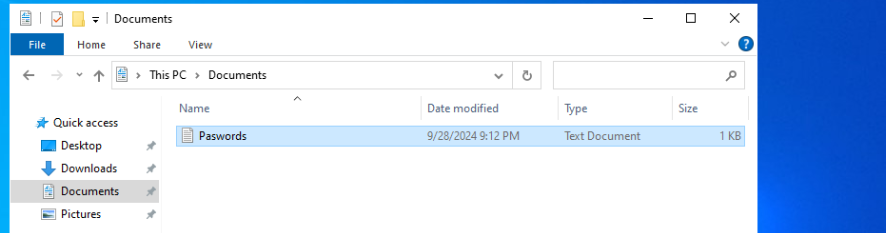 Documents
File Home Share View
This PC > Documents
Name Date modified Type Size
Quick access
Paswords 9/28/2024 9:12 PM Text Document 1 KB
Desktop
Downloads
Documents
Pictures